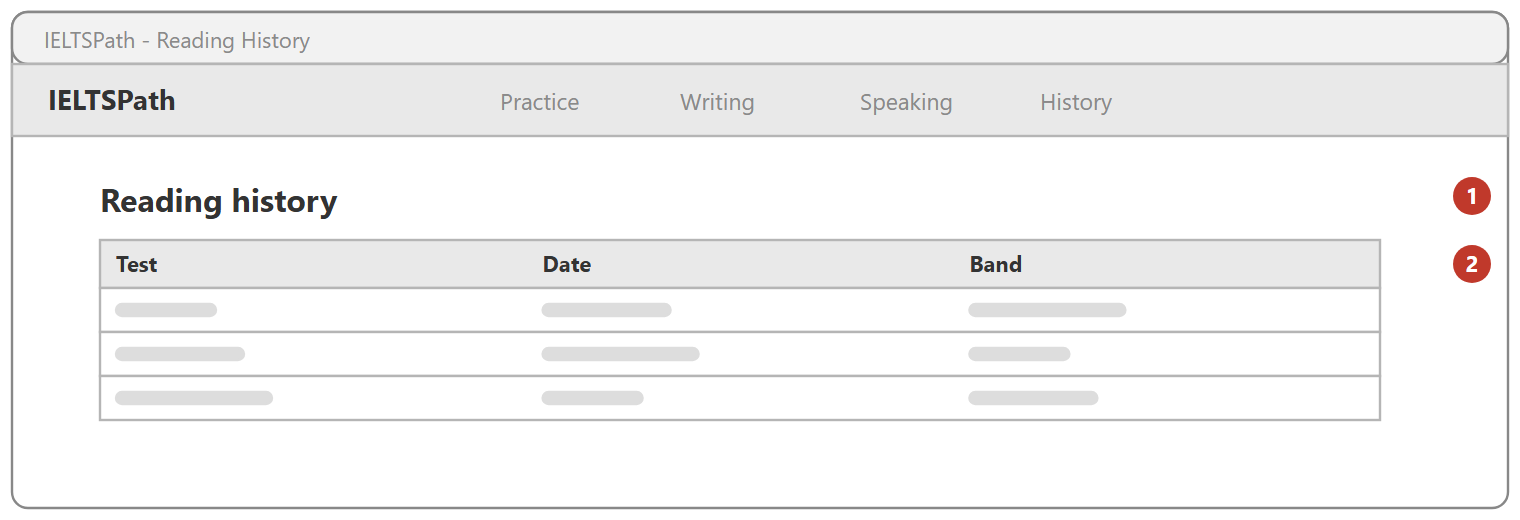 IELTSPath - Reading History
IELTSPath Practice Writing Speaking History
Reading history 1
Test Date Band 2